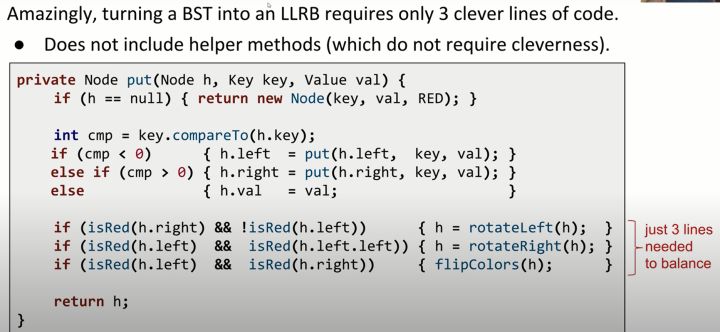 Amazingly, turning a BST into an LLRB requires only 3 clever lines of code.
● Does not include helper methods (which do not require cleverness).
private Node put(Node h, Key key, Value val) {
if (h == null) { return new Node(key, val, RED); }
int cmp = key.compareTo(h.key);
if (cmp < 0) { h.left = put(h.left, key, val); }
else if (cmp > 0) { h.right = put(h.right, key, val); }
else { h.val = val; }
if (isRed(h.right) && !isRed(h.left)) { h = rotateLeft(h); }
if (isRed(h.left) && isRed(h.left.left)) { h = rotateRight(h); }
if (isRed(h.left) && isRed(h.right)) { flipColors(h); }
return h;
}
just 3 lines
needed
to balance